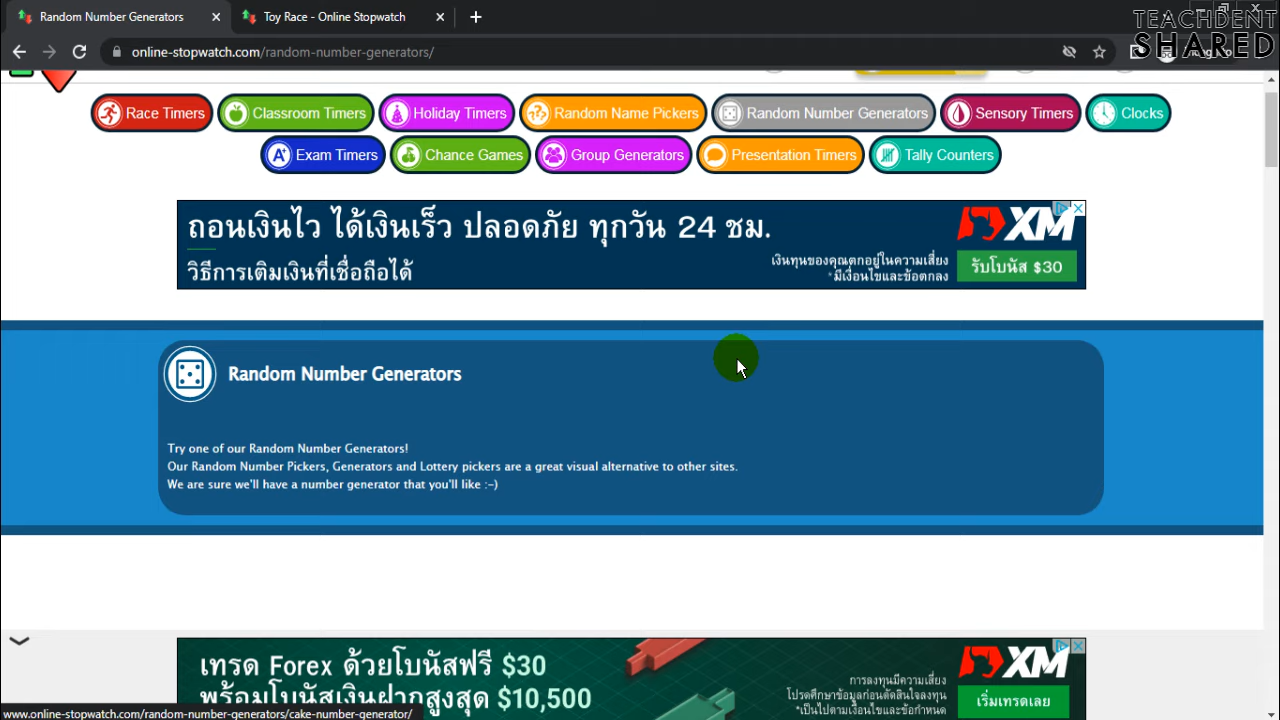 Random Number Generators
Toy Race - Online Stopwatch
TEACHDENT
SHARED
online-stopwatch.com/random-number-generators/
Race Timers
Classroom Timers
Holiday Timers
Random Name Pickers
Random Number Generators
Sensory Timers
Clocks
Exam Timers
Chance Games
Group Generators
Presentation Timers
Tally Counters
ถอนเงินไว ได้เงินเร็ว ปลอดภัย ทุกวัน 24 ชม.
วิธีการเติมเงินที่เชื่อถือได้
เงินทุนของคุณตกอยู่ในความเสี่ยง
*มีเงื่อนไขและข้อตกลง
XM
รับโบนัส $30
Random Number Generators
Try one of our Random Number Generators!
Our Random Number Pickers, Generators and Lottery pickers are a great visual alternative to other sites.
We are sure we'll have a number generator that you'll like :-)
เทรด Forex ด้วยโบนัสฟรี $30
พร้อมโบนัสเงินฝากสูงสุด $10,500
การลงทุนมีความเสี่ยง
โปรดศึกษาข้อมูลก่อนตัดสินใจลงทุน
*เป็นไปตามเงื่อนไขและข้อกำหนด
XM
เริ่มเทรดเลย
www.online-stopwatch.com/random-number-generators/cake-number-generator/